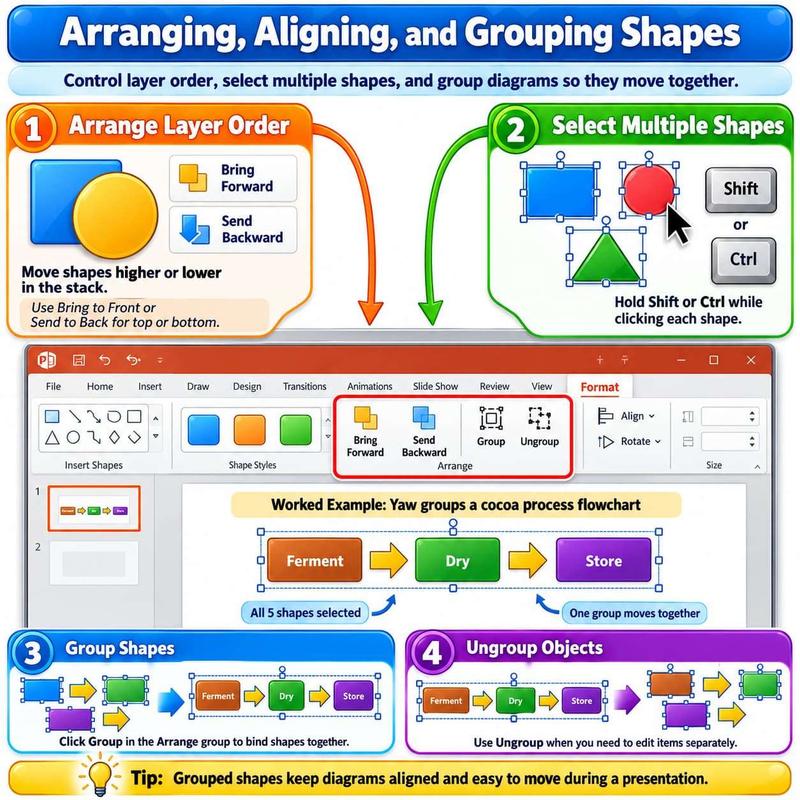 Arranging, Aligning, and Grouping Shapes
Control layer order, select multiple shapes, and group diagrams so they move together.
1 Arrange Layer Order
Bring
Forward
Send
Backward
Move shapes higher or lower
in the stack.
Use Bring to Front or
Send to Back for top or bottom.
2 Select Multiple Shapes
Shift
or
Ctrl
Hold Shift or Ctrl while
clicking each shape.
P
File Home Insert Draw Design Transitions Animations Slide Show Review View Format
Insert Shapes
Shape Styles
Bring
Forward
Send
Backward
Group
Ungroup
Arrange
Align
Rotate
Size
1
Ferment Dry Store
2
Worked Example: Yaw groups a cocoa process flowchart
Ferment Dry Store
All 5 shapes selected
One group moves together
3 Group Shapes
Ferment Dry Store
Click Group in the Arrange group to bind shapes together.
4 Ungroup Objects
Ferment Dry Store
Use Ungroup when you need to edit items separately.
Tip: Grouped shapes keep diagrams aligned and easy to move during a presentation.